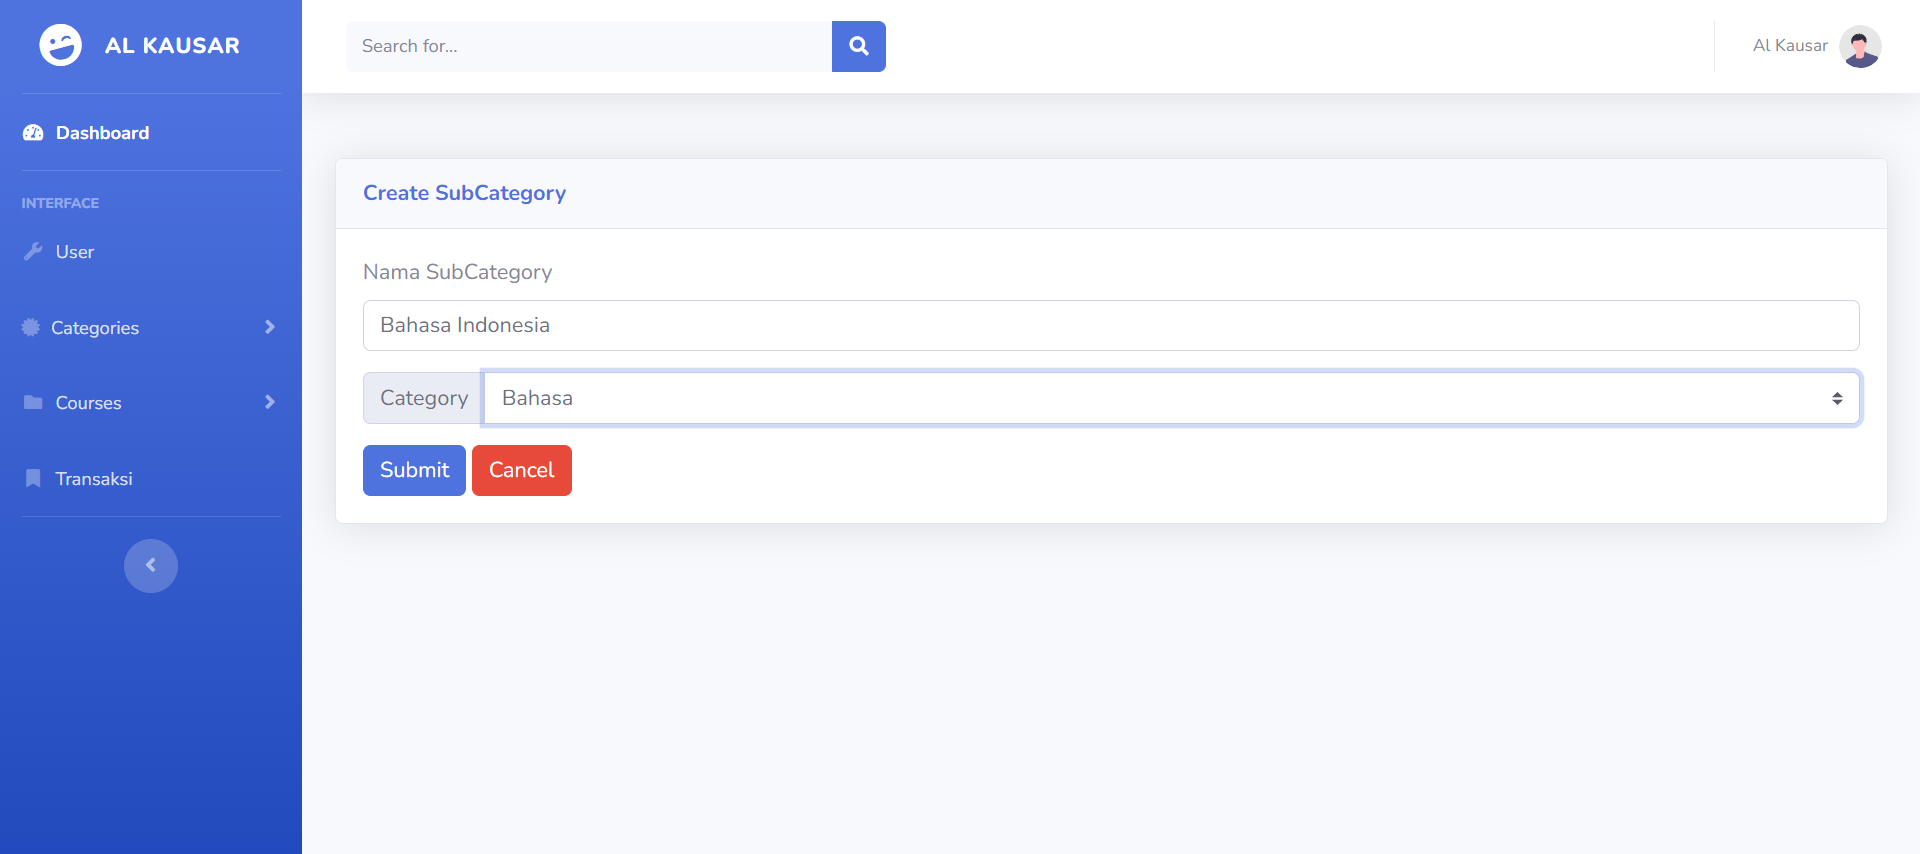 AL KAUSAR
Search for...
Al Kausar
Dashboard
INTERFACE
User
Categories
Courses
Transaksi
Create SubCategory
Nama SubCategory
Bahasa Indonesia
Category Bahasa
Submit Cancel